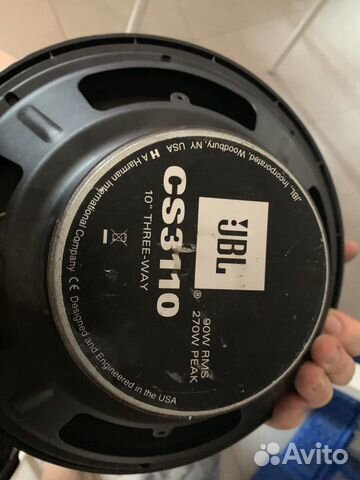 JBL, Incorporated, Woodbury, NY, USA
H A Harman International Company. CE Designed and Engineered in the USA
CS3110
10" THREE-WAY
JBL
®
90W RMS
270W PEAK
Avito